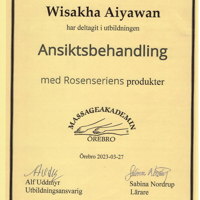 Wisakha Aiyawan
har deltagit i utbildningen
Ansiktsbehandling
med Rosenseriens produkter
MASSAGEAKADEMIN
ÖREBRO
Örebro 2023-03-27
Alf Uddttyr
Sabina Nordrup
Utbildningsansvarig
Lärare